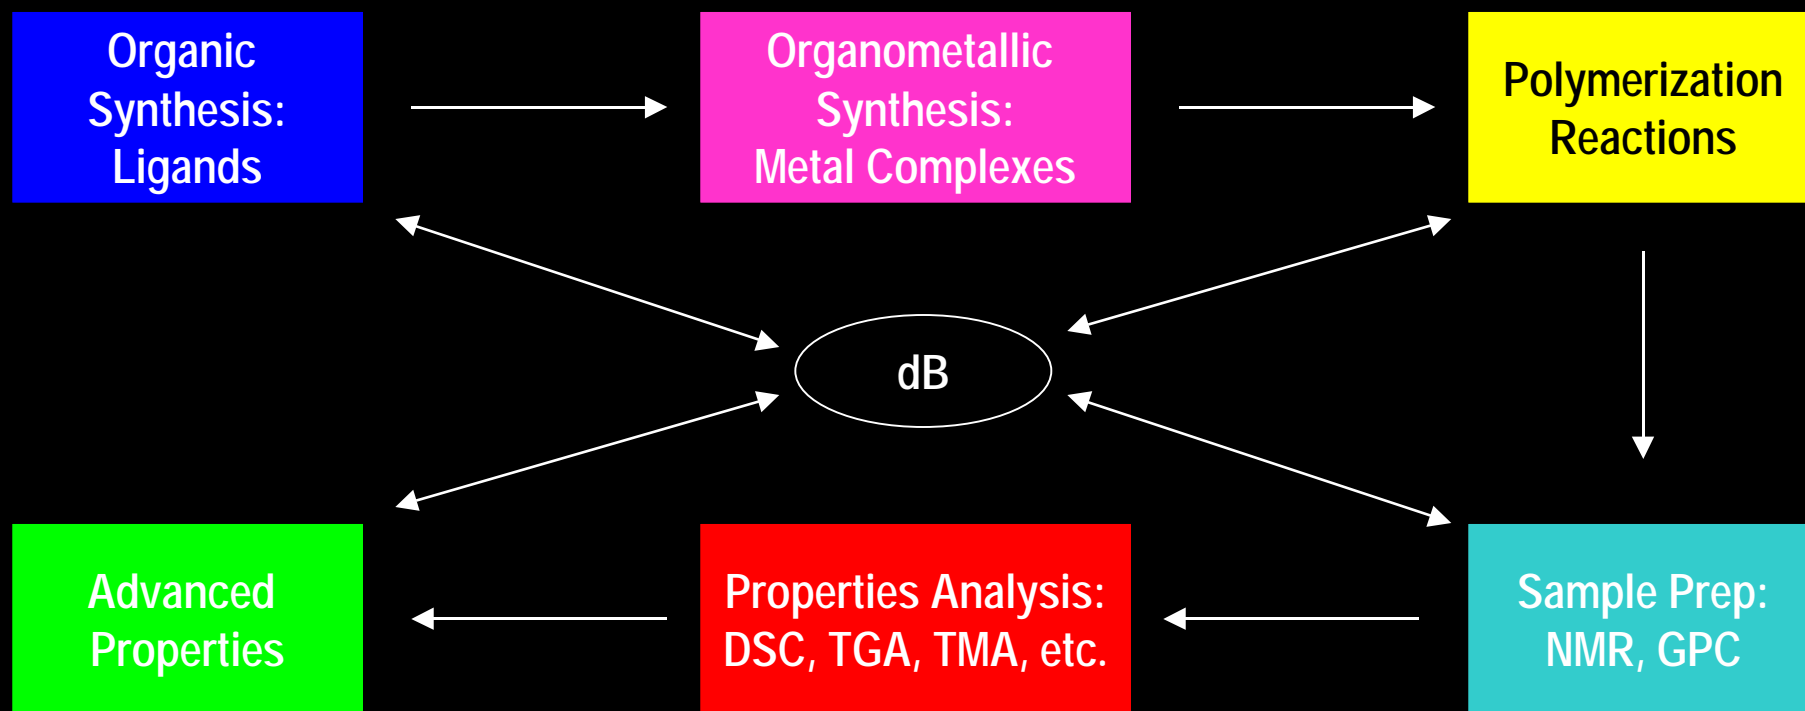 Organic
Synthesis:
Ligands
Organometallic
Synthesis:
Metal Complexes
Polymerization
Reactions
dB
Advanced
Properties
Properties Analysis:
DSC, TGA, TMA, etc.
Sample Prep:
NMR, GPC